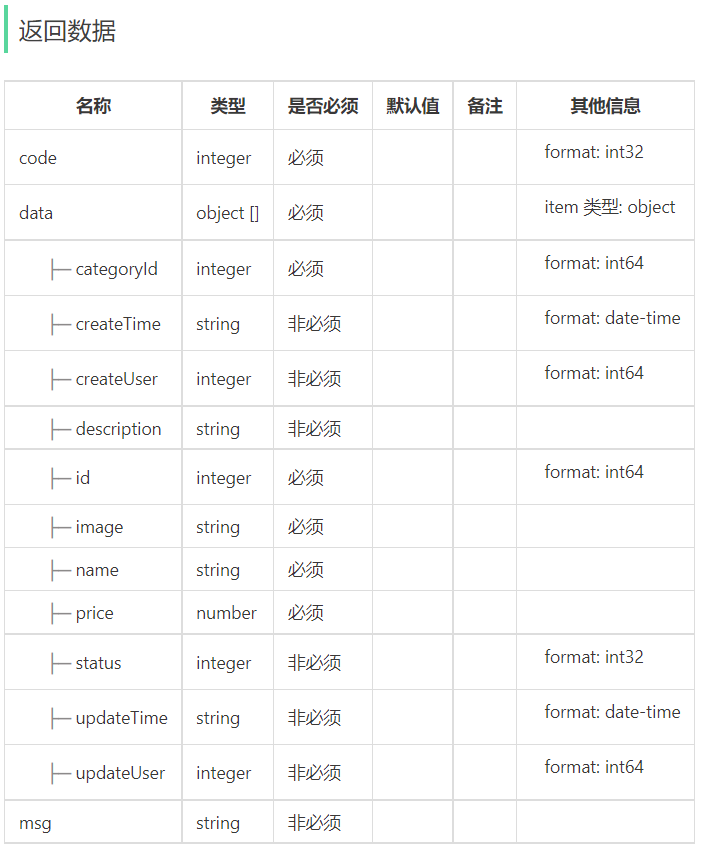 返回数据
名称 类型 是否必须 默认值 备注 其他信息
code integer 必须 format: int32
data object [] 必须 item 类型: object
├─ categoryId integer 必须 format: int64
├─ createTime string 非必须 format: date-time
├─ createUser integer 非必须 format: int64
├─ description string 非必须
├─ id integer 必须 format: int64
├─ image string 必须
├─ name string 必须
├─ price number 必须
├─ status integer 非必须 format: int32
├─ updateTime string 非必须 format: date-time
├─ updateUser integer 非必须 format: int64
msg string 非必须